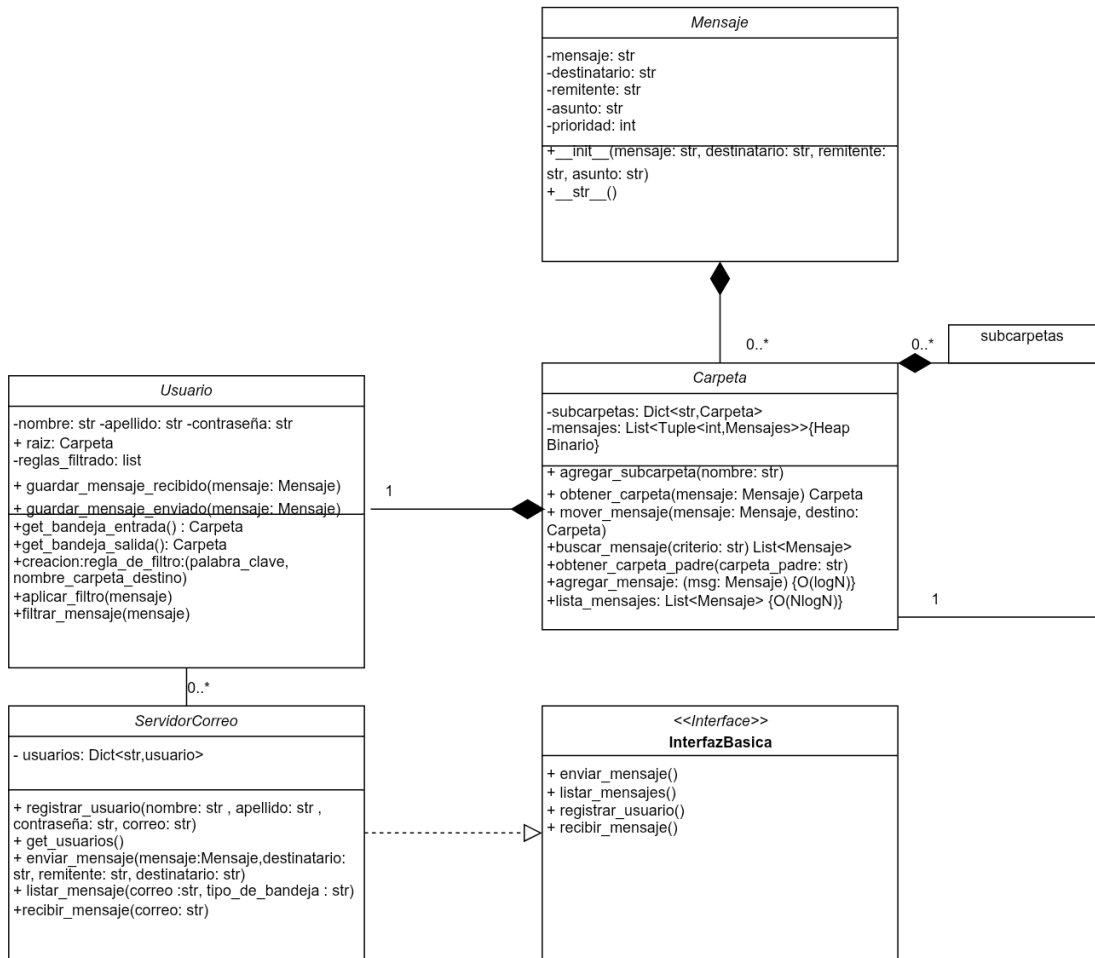 Mensaje
-mensaje: str
-destinatario: str
-remitente: str
-asunto: str
-prioridad: int
+__init__(mensaje: str, destinatario: str, remitente:
str, asunto: str)
+__str__()
0..*
0..*
subcarpetas
Carpeta
-subcarpetas: Dict<str,Carpeta>
-mensajes: List<Tuple<int,Mensajes>>{Heap
Binario}
+ agregar_subcarpeta(nombre: str)
+ obtener_carpeta(mensaje: Mensaje) Carpeta
+ mover_mensaje(mensaje: Mensaje, destino:
Carpeta)
+buscar_mensaje(criterio: str) List<Mensaje>
+obtener_carpeta_padre(carpeta_padre: str)
+agregar_mensaje: (msg: Mensaje) {O(logN)}
+lista_mensajes: List<Mensaje> {O(NlogN)}
1
1
Usuario
-nombre: str -apellido: str -contraseña: str
+ raiz: Carpeta
-reglas_filtrado: list
+ guardar_mensaje_recibido(mensaje: Mensaje)
+ guardar_mensaje_enviado(mensaje: Mensaje)
+get_bandeja_entrada() : Carpeta
+get_bandeja_salida(): Carpeta
+creacion:regla_de_filtro:(palabra_clave,
nombre_carpeta_destino)
+aplicar_filtro(mensaje)
+filtrar_mensaje(mensaje)
0..*
ServidorCorreo
- usuarios: Dict<str,usuario>
+ registrar_usuario(nombre: str , apellido: str ,
contraseña: str, correo: str)
+ get_usuarios()
+ enviar_mensaje(mensaje:Mensaje,destinatario:
str, remitente: str, destinatario: str)
+ listar_mensaje(correo :str, tipo_de_bandeja : str)
+recibir_mensaje(correo: str)
<<Interface>>
InterfazBasica
+ enviar_mensaje()
+ listar_mensajes()
+ registrar_usuario()
+ recibir_mensaje()